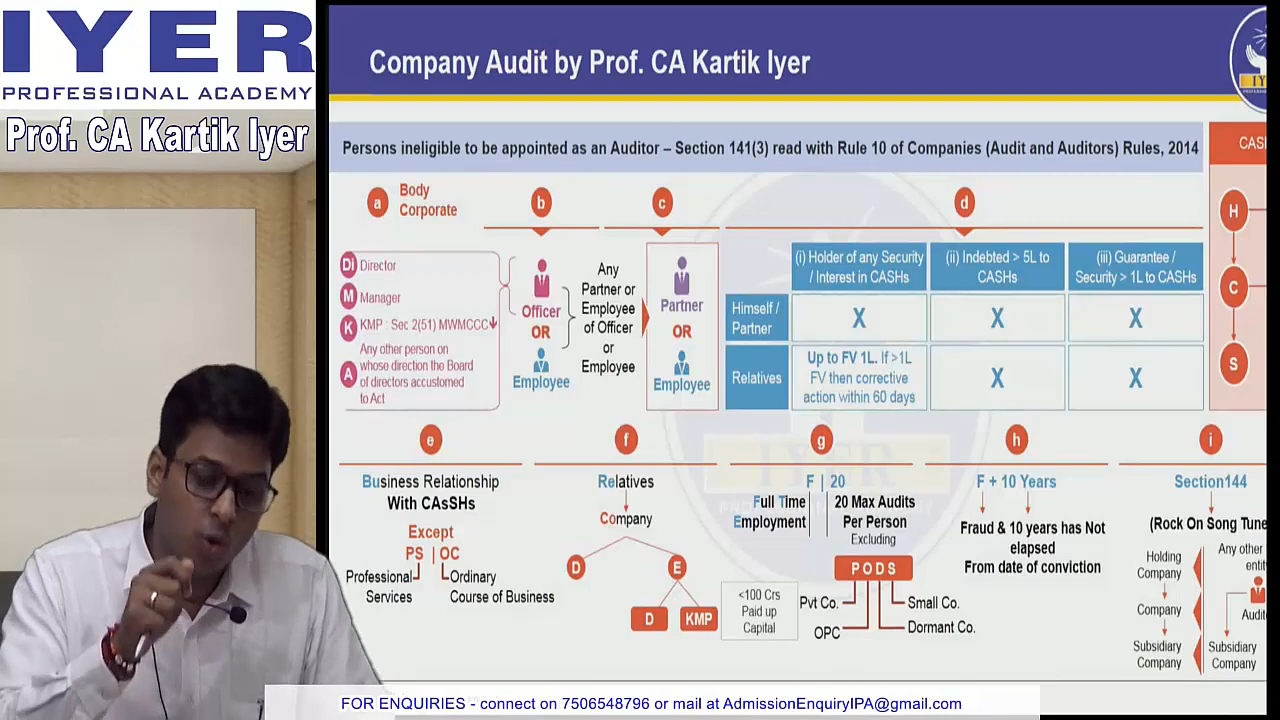 IYER
PROFESSIONAL ACADEMY
Prof. CA Kartik Iyer
Company Audit by Prof. CA Kartik Iyer
Persons ineligible to be appointed as an Auditor – Section 141(3) read with Rule 10 of Companies (Audit and Auditors) Rules, 2014
a
Body
Corporate
Di Director
M Manager
K KMP : Sec 2(51) MWMCCC
A
Any other person on
whose direction the Board
of directors accustomed
to Act
b
Officer
OR
Employee
Any
Partner or
Employee
of Officer
or
Employee
c
Partner
OR
Employee
d
(i) Holder of any Security
/ Interest in CASHs
(ii) Indebted > 5L to
CASHs
(iii) Guarantee /
Security > 1L to CASHs
Himself /
Partner
X
X
X
Relatives
Up to FV 1L. If >1L
FV then corrective
action within 60 days
X
X
CAS
H
C
S
e
Business Relationship
With CAsSHs
Except
PS | OC
Professional
Services
Ordinary
Course of Business
f
Relatives
Company
D
E
D
KMP
g
F | 20
Full Time
Employment
20 Max Audits
Per Person
Excluding
PODS
<100 Crs
Paid up
Capital
Pvt Co.
OPC
Small Co.
Dormant Co.
h
F + 10 Years
Fraud & 10 years has Not
elapsed
From date of conviction
i
Section144
(Rock On Song Tune
Holding
Company
Company
Subsidiary
Company
Any other
entit
Audit
Subsidiary
Company
IYER
FOR ENQUIRIES - connect on 7506548796 or mail at AdmissionEnquiryIPA@gmail.com